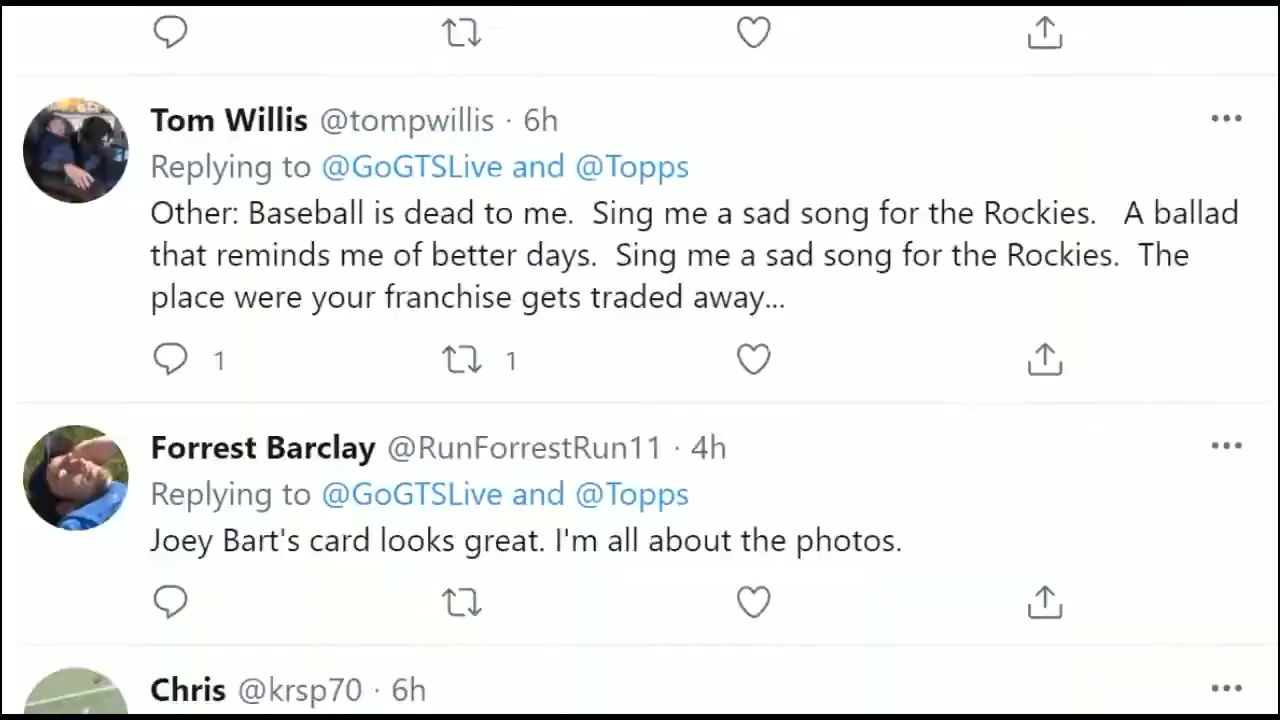 Tom Willis @tompwillis · 6h
Replying to @GoGTSLive and @Topps
Other: Baseball is dead to me.  Sing me a sad song for the Rockies.   A ballad
that reminds me of better days.  Sing me a sad song for the Rockies.  The
place were your franchise gets traded away...
1 1
Forrest Barclay @RunForrestRun11 · 4h
Replying to @GoGTSLive and @Topps
Joey Bart's card looks great. I'm all about the photos.
Chris @krsp70 · 6h